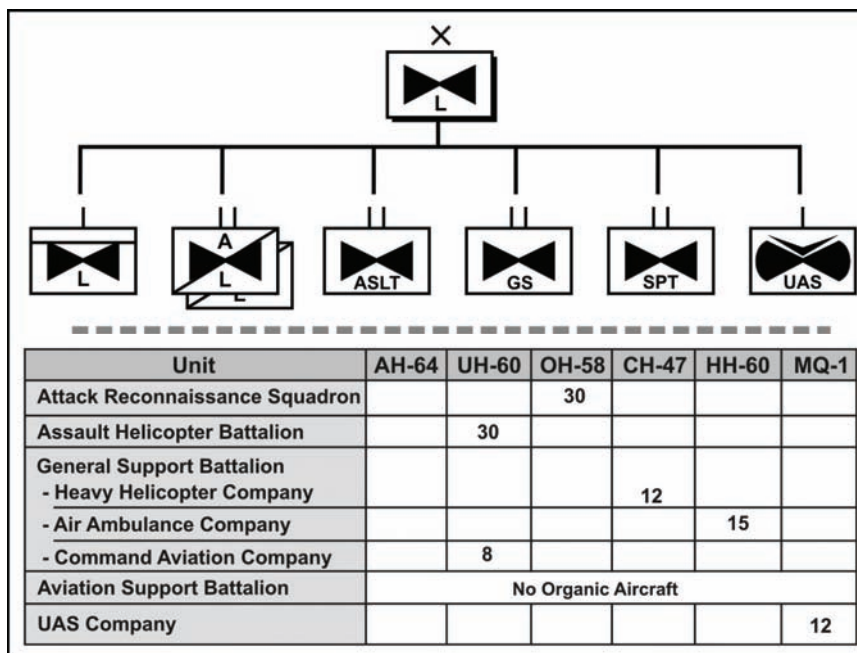 L
L
A
L
L
ASLT
GS
SPT
UAS
Unit AH-64 UH-60 OH-58 CH-47 HH-60 MQ-1
Attack Reconnaissance Squadron 30
Assault Helicopter Battalion 30
General Support Battalion
- Heavy Helicopter Company 12
- Air Ambulance Company 15
- Command Aviation Company 8
Aviation Support Battalion No Organic Aircraft
UAS Company 12